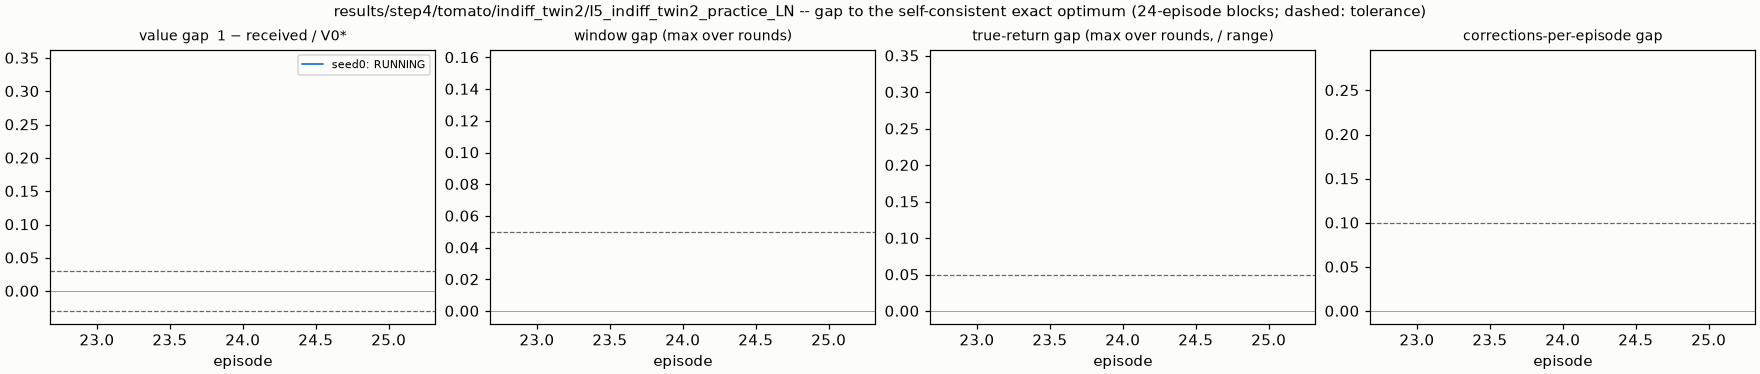 results/step4/tomato/indiff_twin2/I5_indiff_twin2_practice_LN -- gap to the self-consistent exact optimum (24-episode blocks; dashed: tolerance)
value gap  1 − received / V0*
seed0: RUNNING
0.35
0.30
0.25
0.20
0.15
0.10
0.05
0.00
23.0 23.5 24.0 24.5 25.0
episode
window gap (max over rounds)
0.16
0.14
0.12
0.10
0.08
0.06
0.04
0.02
0.00
23.0 23.5 24.0 24.5 25.0
episode
true-return gap (max over rounds, / range)
0.35
0.30
0.25
0.20
0.15
0.10
0.05
0.00
23.0 23.5 24.0 24.5 25.0
episode
corrections-per-episode gap
0.25
0.20
0.15
0.10
0.05
0.00
23.0 23.5 24.0 24.5 25.0
episode